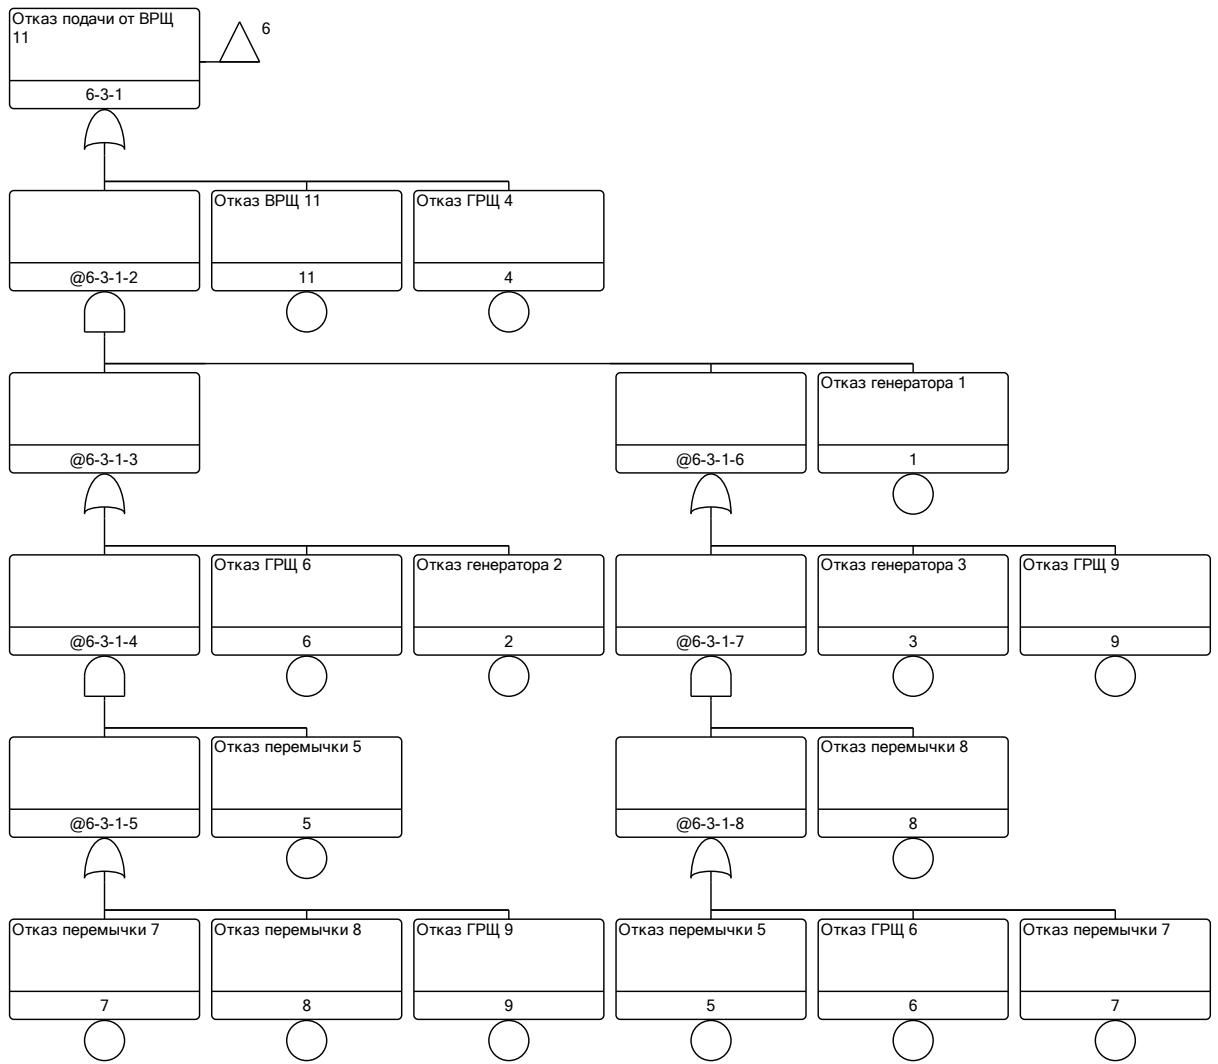 Отказ подачи от ВРЩ
11
6
6-3-1
Отказ ВРЩ 11
Отказ ГРЩ 4
@6-3-1-2
11
4
Отказ генератора 1
@6-3-1-3
@6-3-1-6
1
Отказ ГРЩ 6
Отказ генератора 2
Отказ генератора 3
Отказ ГРЩ 9
@6-3-1-4
6
2
@6-3-1-7
3
9
Отказ перемычки 5
Отказ перемычки 8
@6-3-1-5
5
@6-3-1-8
8
Отказ перемычки 7
Отказ перемычки 8
Отказ ГРЩ 9
Отказ перемычки 5
Отказ ГРЩ 6
Отказ перемычки 7
7
8
9
5
6
7